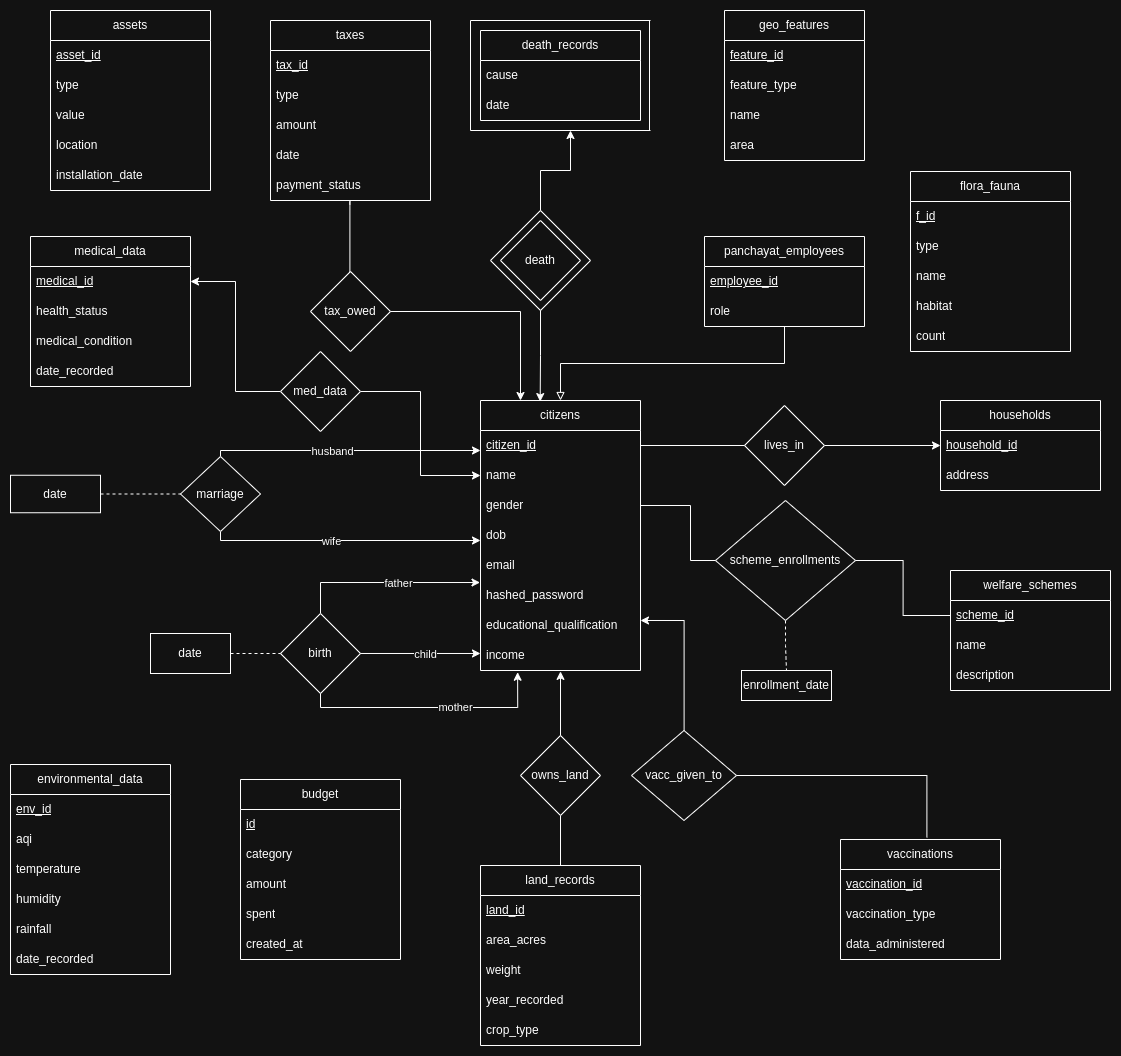 assets
asset_id
type
value
location
installation_date
taxes
tax_id
type
amount
date
payment_status
death_records
cause
date
geo_features
feature_id
feature_type
name
area
flora_fauna
f_id
type
name
habitat
count
medical_data
medical_id
health_status
medical_condition
date_recorded
tax_owed
death
panchayat_employees
employee_id
role
med_data
citizens
citizen_id
name
gender
dob
email
hashed_password
educational_qualification
income
lives_in
households
household_id
address
husband
date
marriage
wife
scheme_enrollments
enrollment_date
welfare_schemes
scheme_id
name
description
father
date
birth
child
mother
environmental_data
env_id
aqi
temperature
humidity
rainfall
date_recorded
budget
id
category
amount
spent
created_at
owns_land
vacc_given_to
land_records
land_id
area_acres
weight
year_recorded
crop_type
vaccinations
vaccination_id
vaccination_type
data_administered